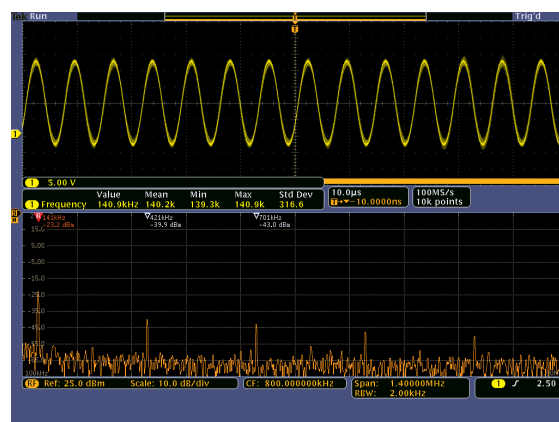 Tek Run Trig'd
T
1
1 5.00 V
Value Mean Min Max Std Dev
1 Frequency 140.9kHz 140.2k 139.3k 140.9k 316.6
10.0µs
T→▼-10.0000ns
100MS/s
10k points
141kHz
-23.2 dBm
421kHz
-39.9 dBm
701kHz
-43.0 dBm
15.0
-5.00
-15.0
-25.0
-35.0
-45.0
100kHz
RF Ref: 25.0 dBm Scale: 10.0 dB/div
CF: 800.000000kHz
Span: 1.40000MHz
RBW: 2.00kHz
1 2.50